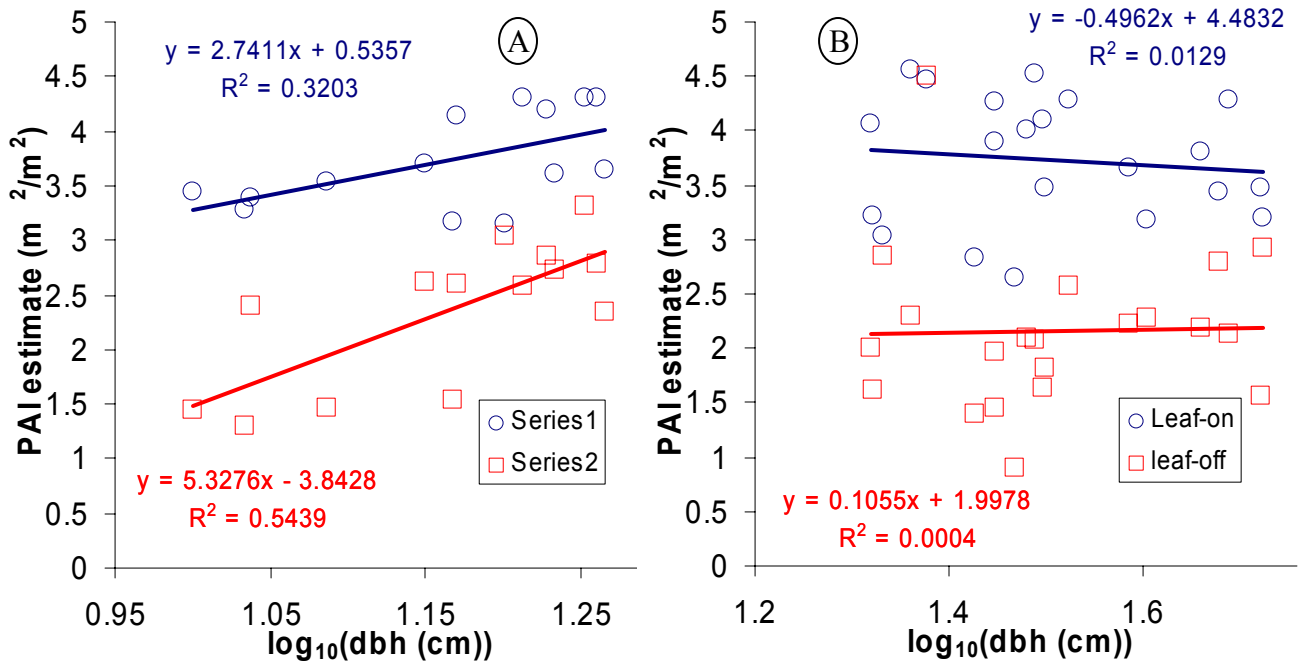 A
y = 2.7411x + 0.5357
R² = 0.3203
PAI estimate (m ²/m²)
5
4.5
4
3.5
3
2.5
2
1.5
1
0.5
0
Series1
Series2
y = 5.3276x - 3.8428
R² = 0.5439
0.95
1.05
1.15
1.25
log₁₀(dbh (cm))
B
y = -0.4962x + 4.4832
R² = 0.0129
PAI estimate (m ²/m²)
5
4.5
4
3.5
3
2.5
2
1.5
1
0.5
0
Leaf-on
leaf-off
y = 0.1055x + 1.9978
R² = 0.0004
1.2
1.4
1.6
log₁₀(dbh (cm))